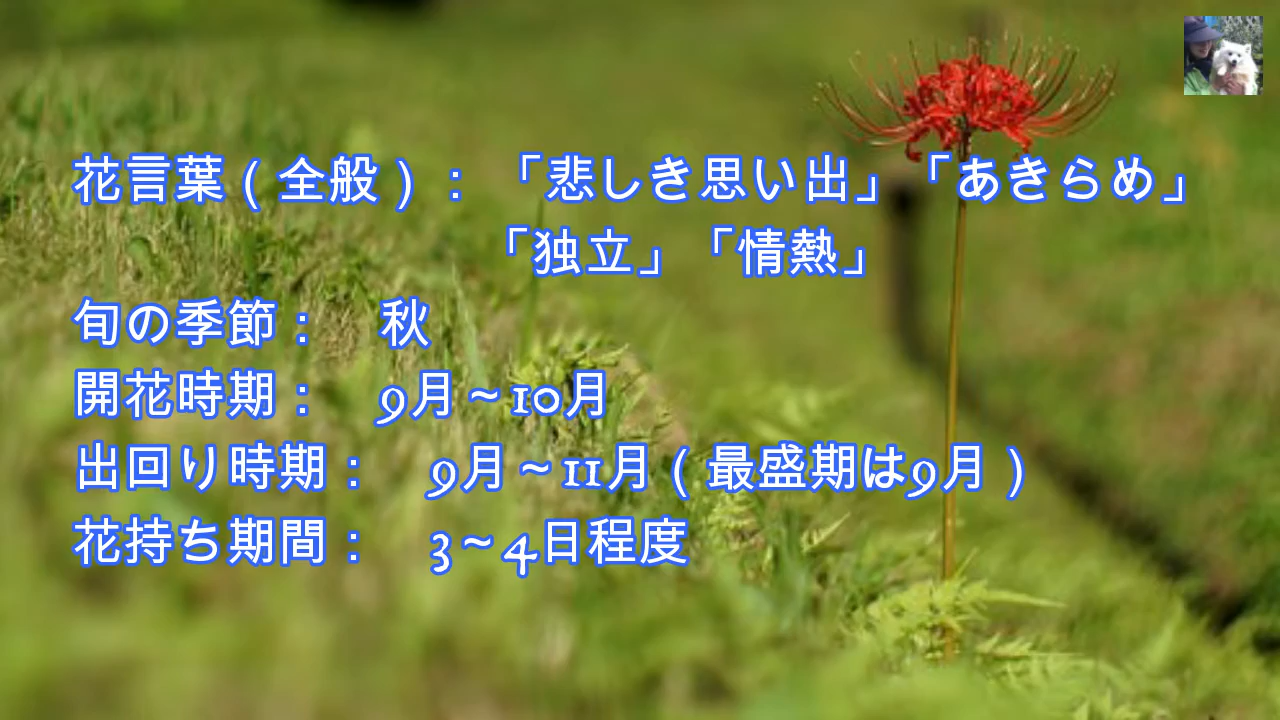 花言葉(全般): 「悲しき思い出」「あきらめ」
「独立」「情熱」
旬の季節: 秋
開花時期: 9月~10月
出回り時期: 9月~11月(最盛期は9月)
花持ち期間: 3~4日程度